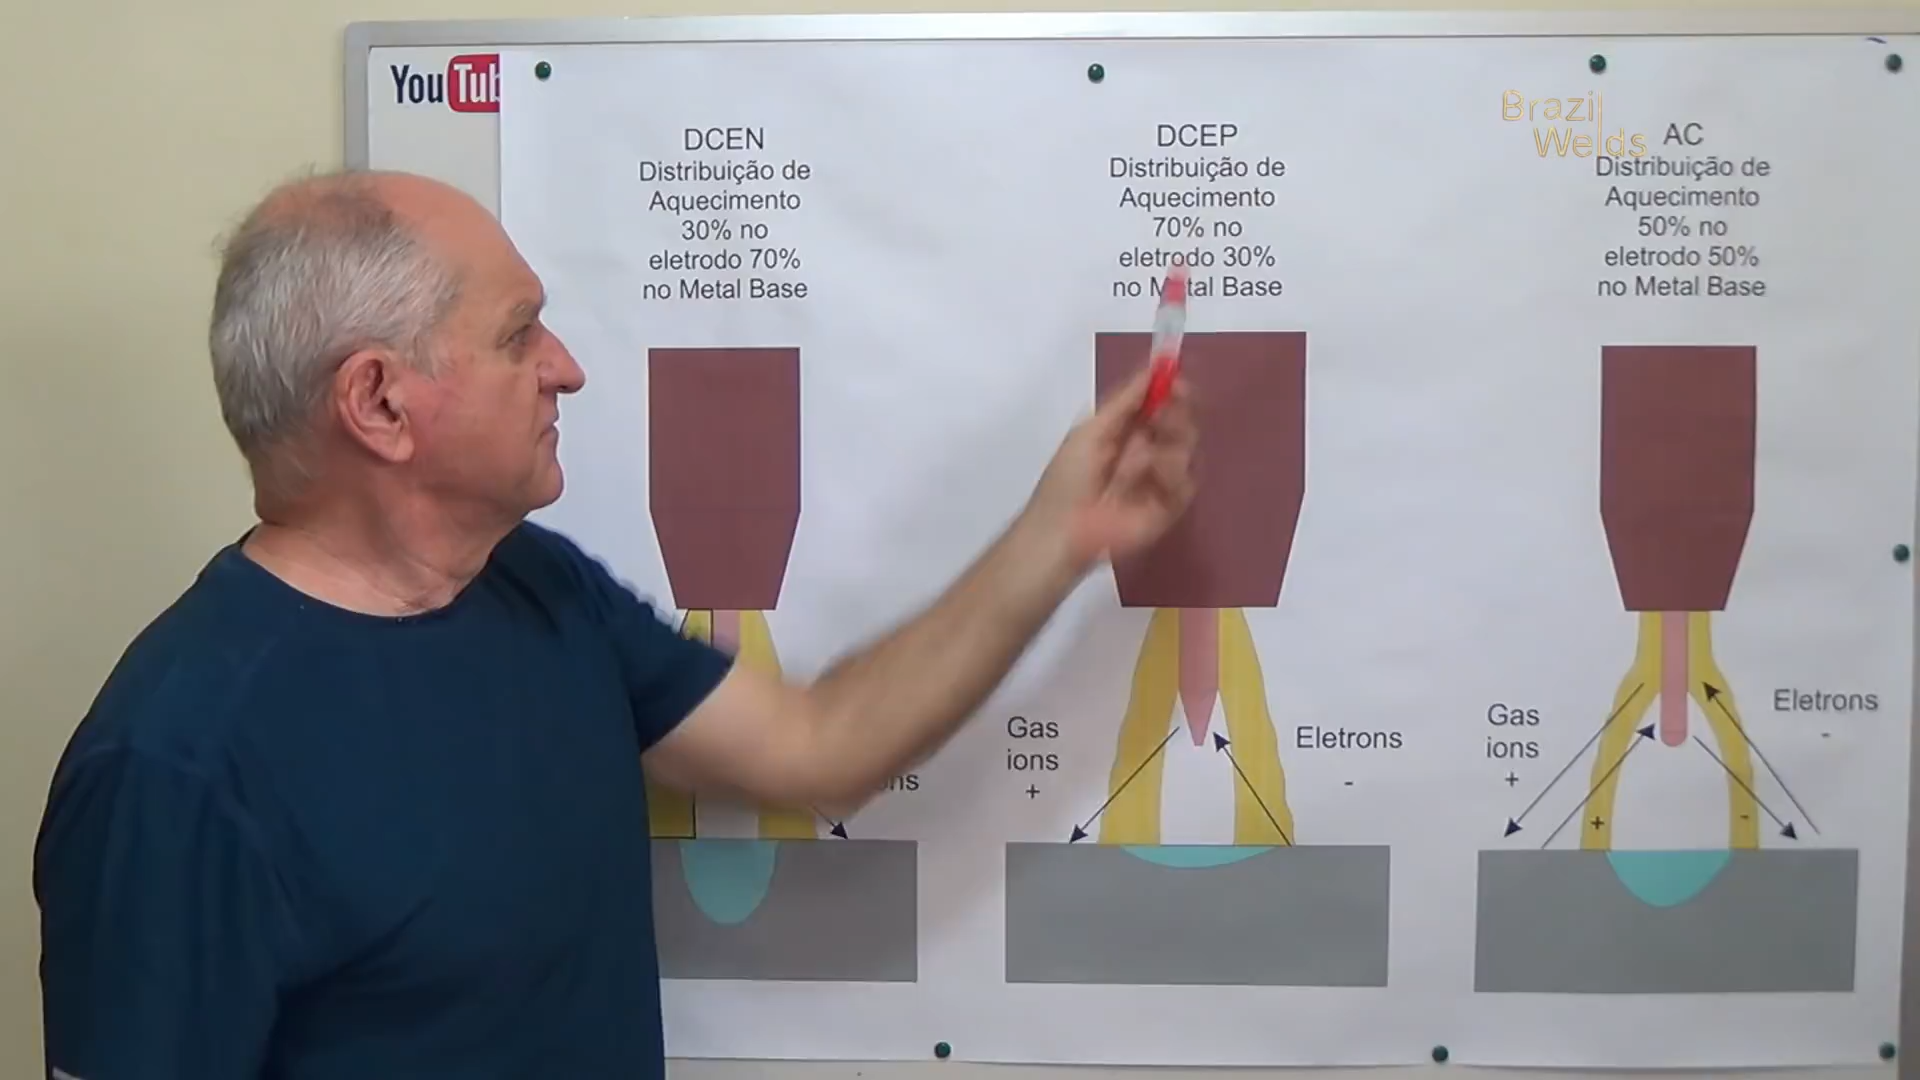 YouTub
Brazil
Welds
DCEN
Distribuição de
Aquecimento
30% no
eletrodo 70%
no Metal Base
DCEP
Distribuição de
Aquecimento
70% no
eletrodo 30%
no Metal Base
AC
Distribuição de
Aquecimento
50% no
eletrodo 50%
no Metal Base
ns
Gas
ions
+
Eletrons
-
Gas
ions
+
Eletrons
-
+
-